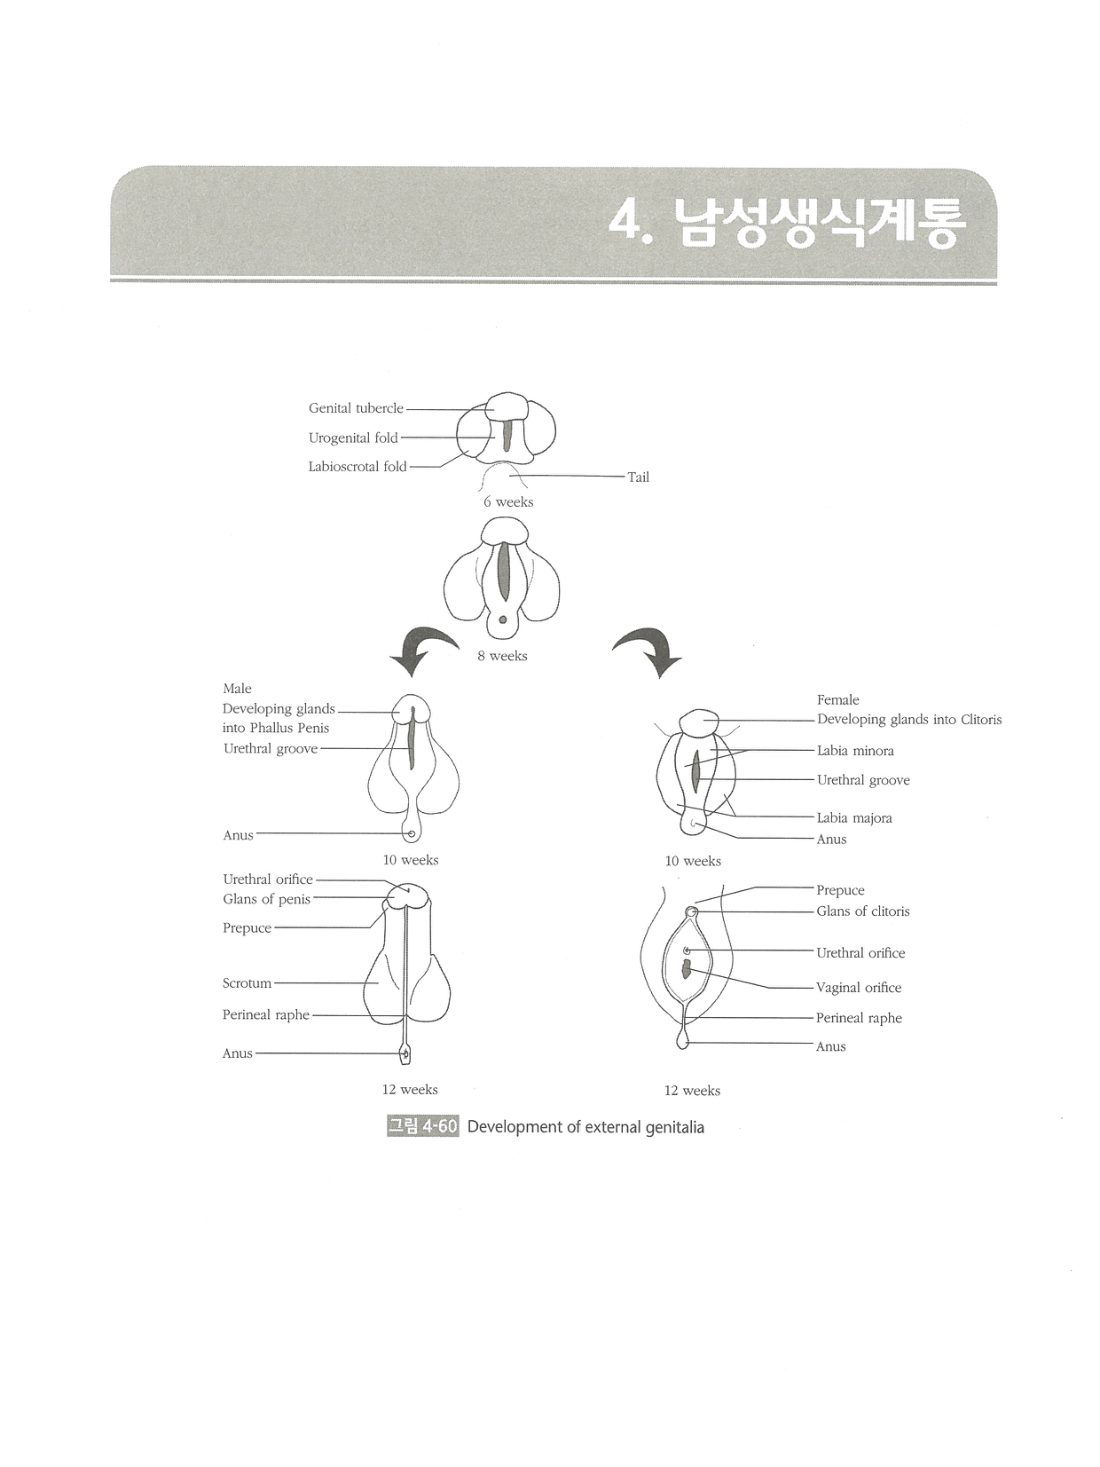 4. 남성생식계통
Genital tubercle
Urogenital fold
Labioscrotal fold
Tail
6 weeks
8 weeks
Male
Developing glands
into Phallus Penis
Urethral groove
Anus
10 weeks
Female
Developing glands into Clitoris
Labia minora
Urethral groove
Labia majora
Anus
10 weeks
Urethral orifice
Glans of penis
Prepuce
Scrotum
Perineal raphe
Anus
12 weeks
Prepuce
Glans of clitoris
Urethral orifice
Vaginal orifice
Perineal raphe
Anus
12 weeks
그림 4-60 Development of external genitalia